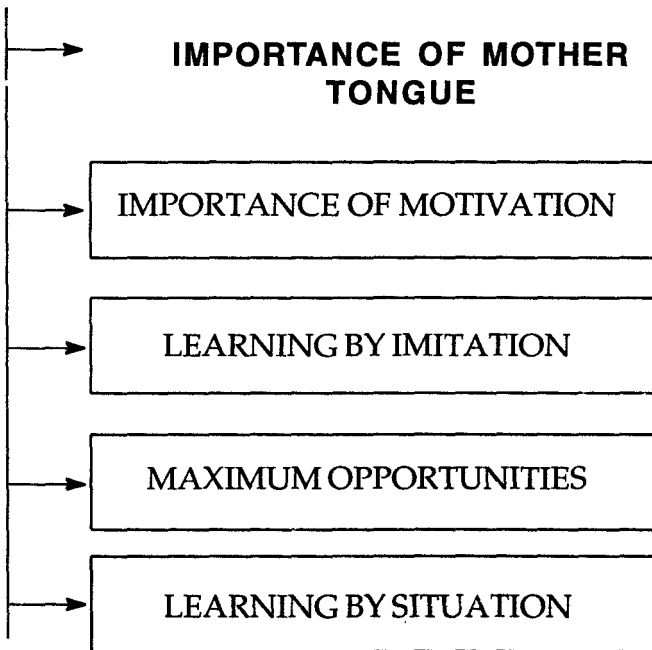 IMPORTANCE OF MOTHER
TONGUE
IMPORTANCE OF MOTIVATION
LEARNING BY IMITATION
MAXIMUM OPPORTUNITIES
LEARNING BY SITUATION